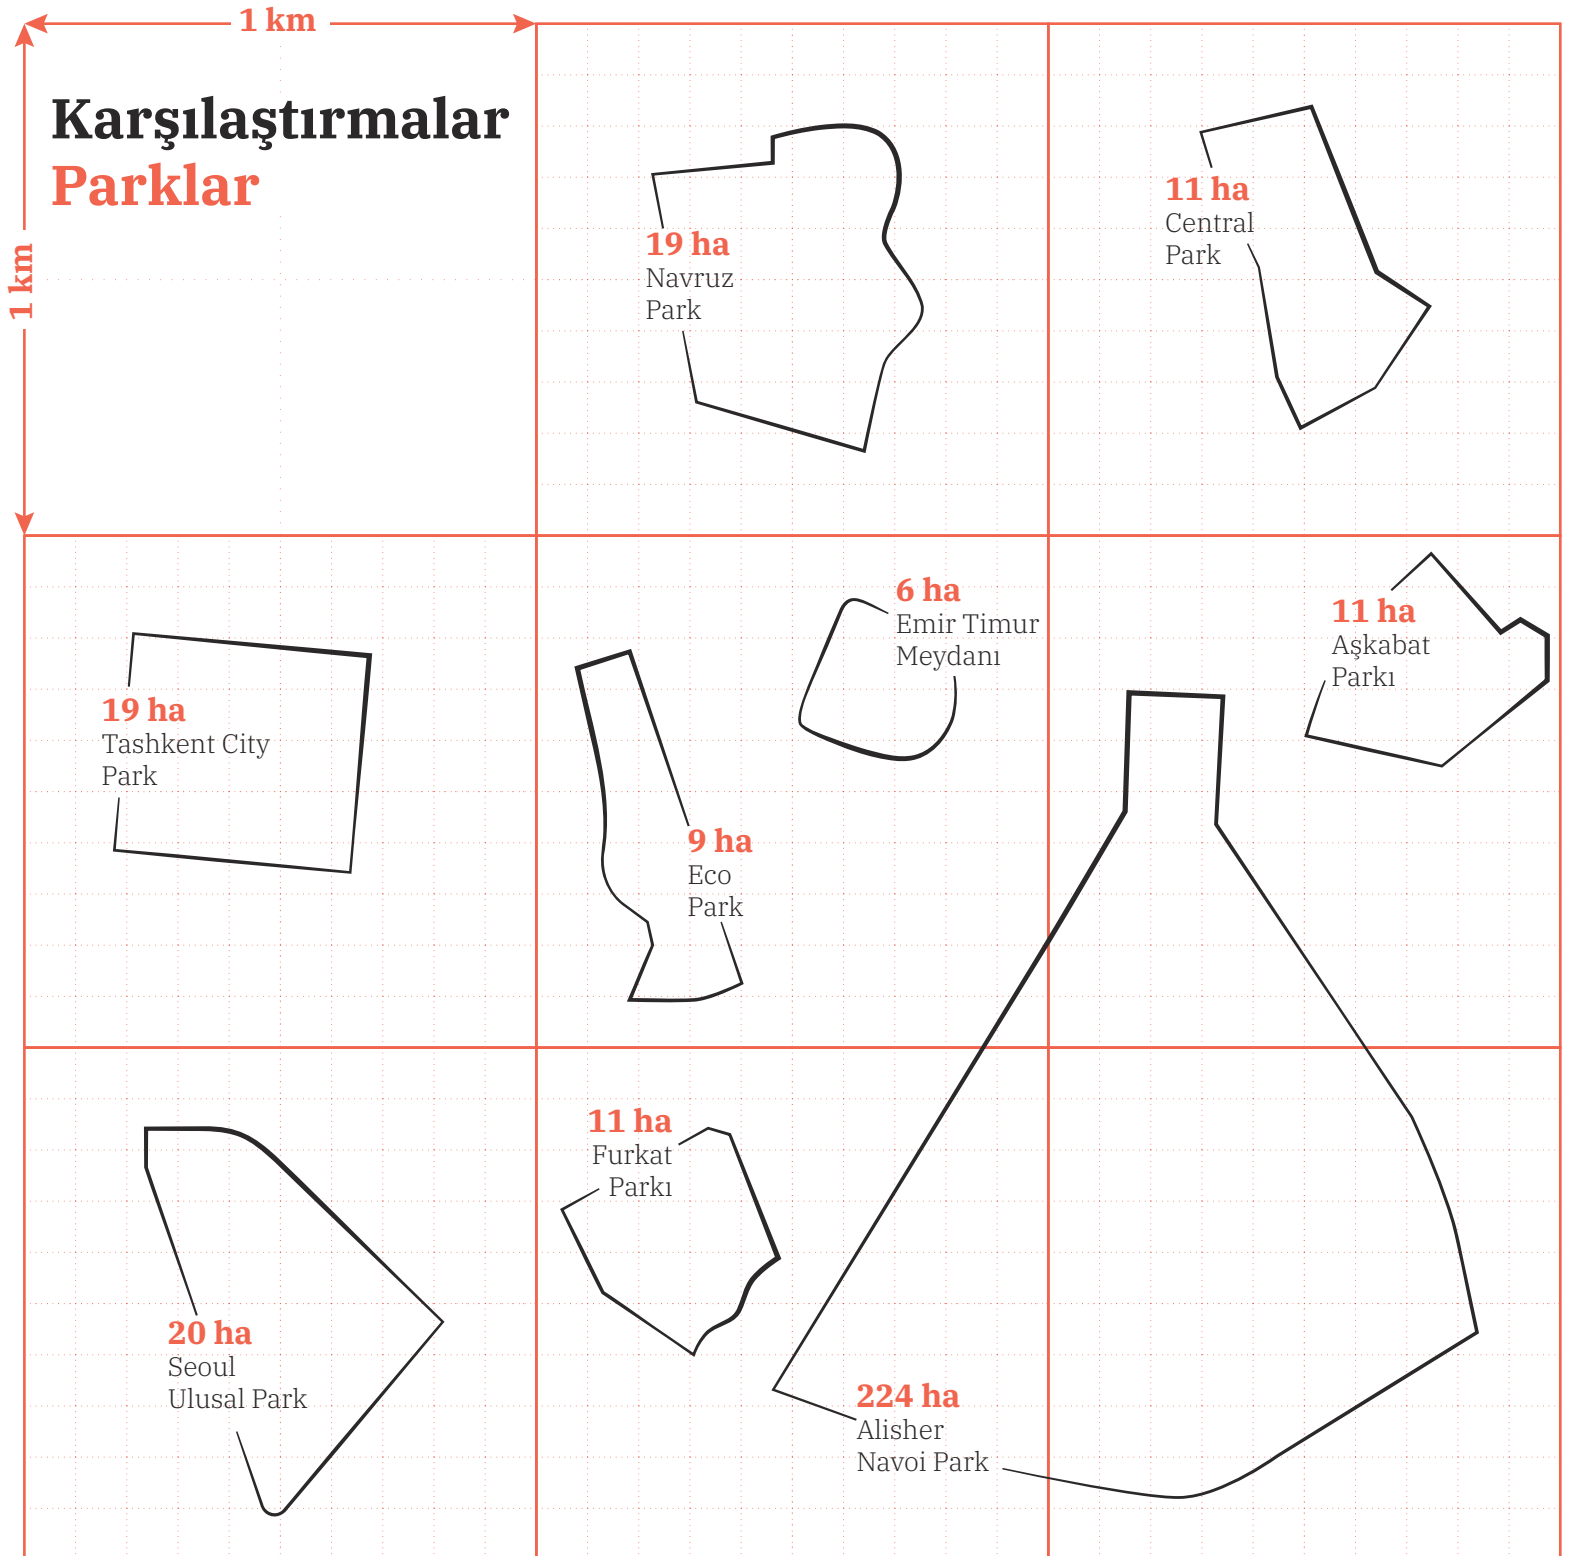 1 km
1 km
Karşılaştırmalar
Parklar
19 ha
Navruz
Park
11 ha
Central
Park
19 ha
Tashkent City
Park
9 ha
Eco
Park
6 ha
Emir Timur
Meydanı
11 ha
Aşkabat
Parkı
20 ha
Seoul
Ulusal Park
11 ha
Furkat
Parkı
224 ha
Alisher
Navoi Park